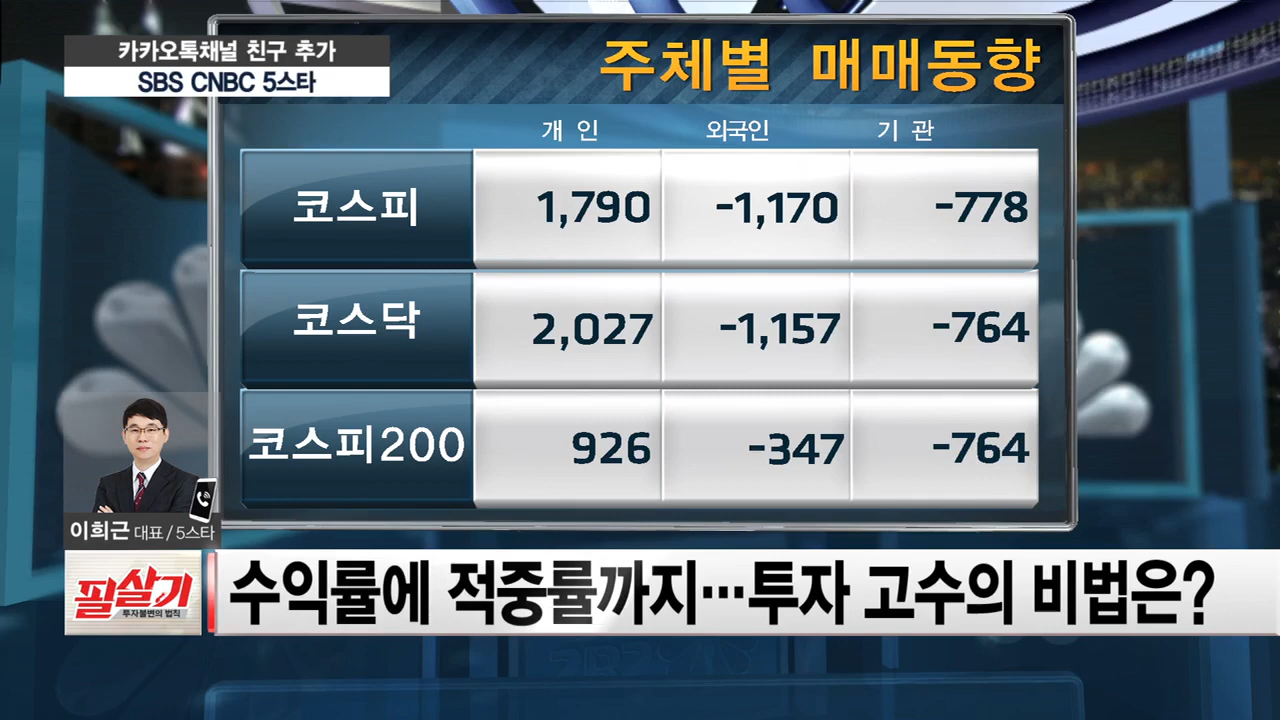 카카오톡채널 친구 추가
SBS CNBC 5스타
주체별 매매동향
개 인 외국인 기 관
코스피 1,790 -1,170 -778
코스닥 2,027 -1,157 -764
코스피200 926 -347 -764
이희근 대표 / 5스타
필살기
투자불변의 법칙
수익률에 적중률까지…투자 고수의 비법은?